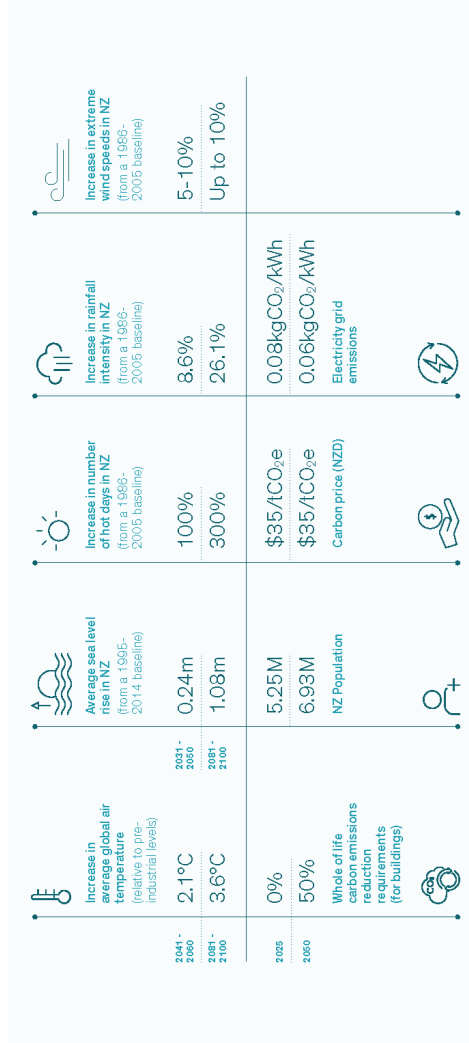 Increase in
average global air
temperature
(relative to pre-
industrial levels)
2041 -
2060
2.1°C
2081 -
2100
3.6°C
Average sea level
rise in NZ
(from a 1995-
2014 baseline)
2031 -
2050
0.24m
2081 -
2100
1.08m
Increase in number
of hot days in NZ
(from a 1986-
2005 baseline)
100%
300%
Increase in rainfall
intensity in NZ
(from a 1986-
2005 baseline)
8.6%
26.1%
Increase in extreme
wind speeds in NZ
(from a 1986-
2005 baseline)
5-10%
Up to 10%
2025
0%
2050
50%
Whole of life
carbon emissions
reduction
requirements
(for buildings)
CO₂
5.25M
6.93M
NZ Population
$35/tCO₂e
$35/tCO₂e
Carbon price (NZD)
$
0.08kgCO₂/kWh
0.06kgCO₂/kWh
Electricity grid
emissions